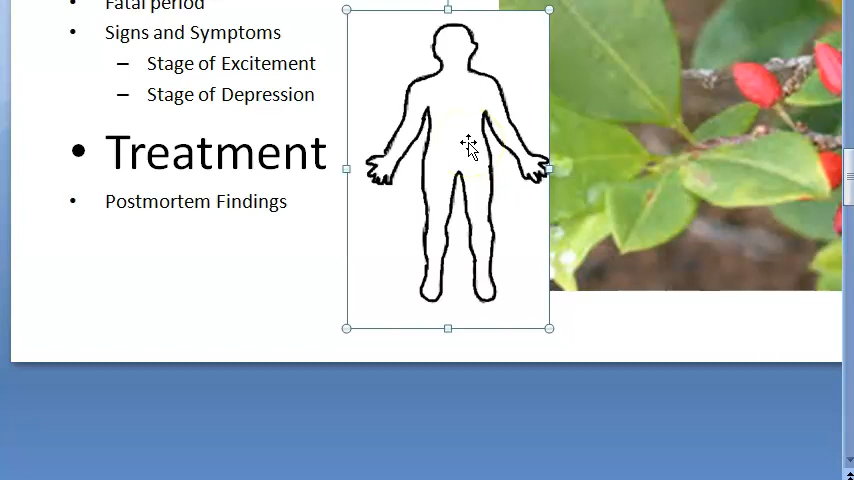 • Fatal period
• Signs and Symptoms
– Stage of Excitement
– Stage of Depression
• Treatment
• Postmortem Findings